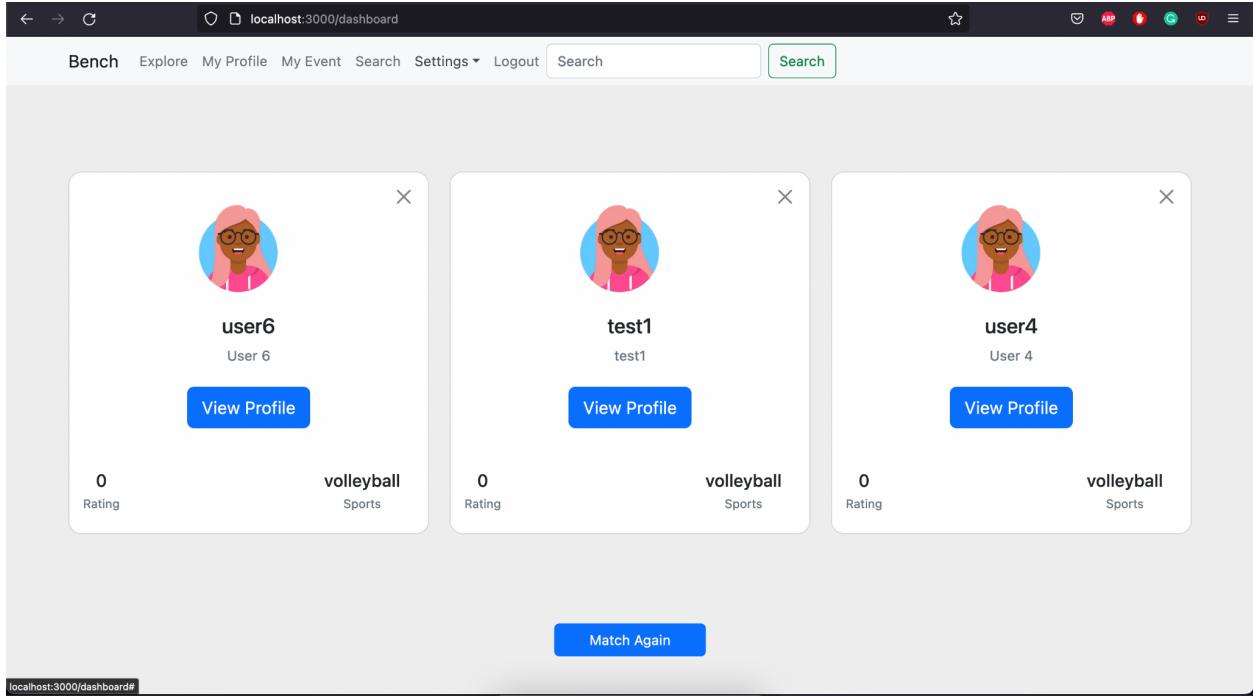 localhost:3000/dashboard
ABP
UD
Bench Explore My Profile My Event Search Settings Logout Search Search
user6
User 6
View Profile
0 volleyball
Rating Sports
test1
test1
View Profile
0 volleyball
Rating Sports
user4
User 4
View Profile
0 volleyball
Rating Sports
Match Again
localhost:3000/dashboard#